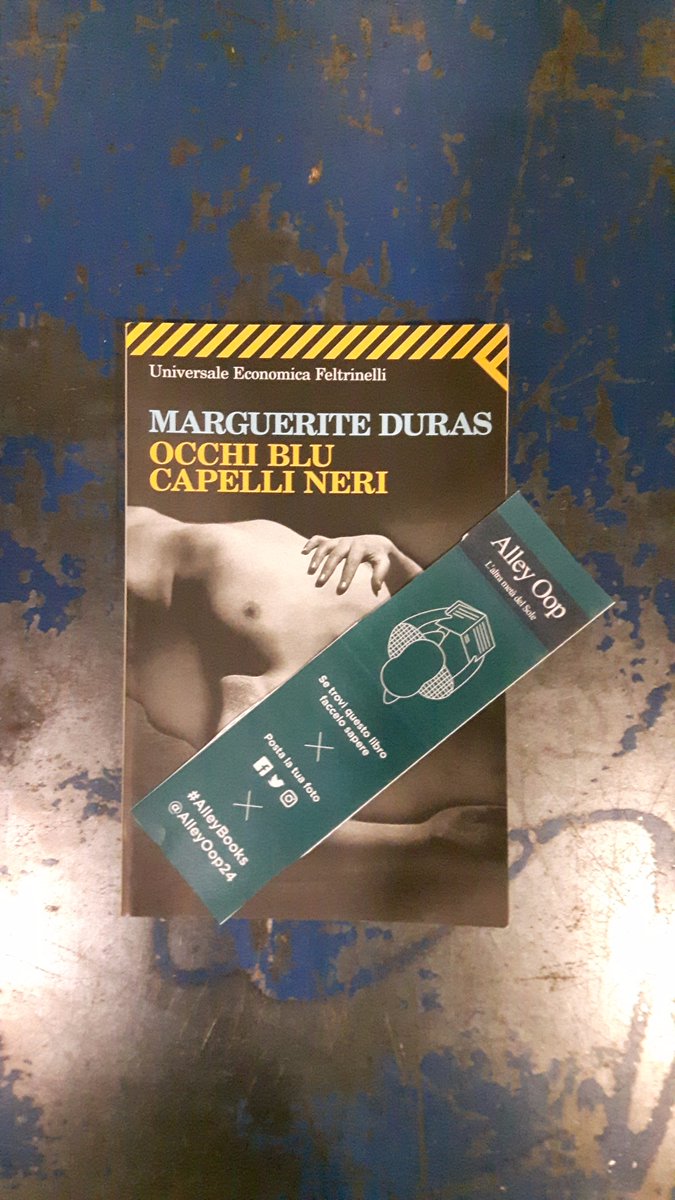 Universale Economica Feltrinelli
MARGUERITE DURAS
OCCHI BLU
CAPELLI NERI
Alley Oop
L'altra metà del Sole
Se trovi questo libro
faccelo sapere
Posta la tua foto
#AlleyBooks
@AlleyOop24